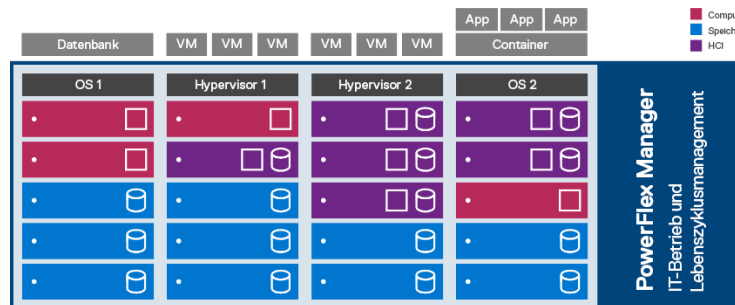 App App App
Datenbank VM VM VM VM VM VM Container
OS 1 Hypervisor 1 Hypervisor 2 OS 2
Speich
HCI
PowerFlex Manager
IT-Betrieb und
Lebenszyklusmanagement